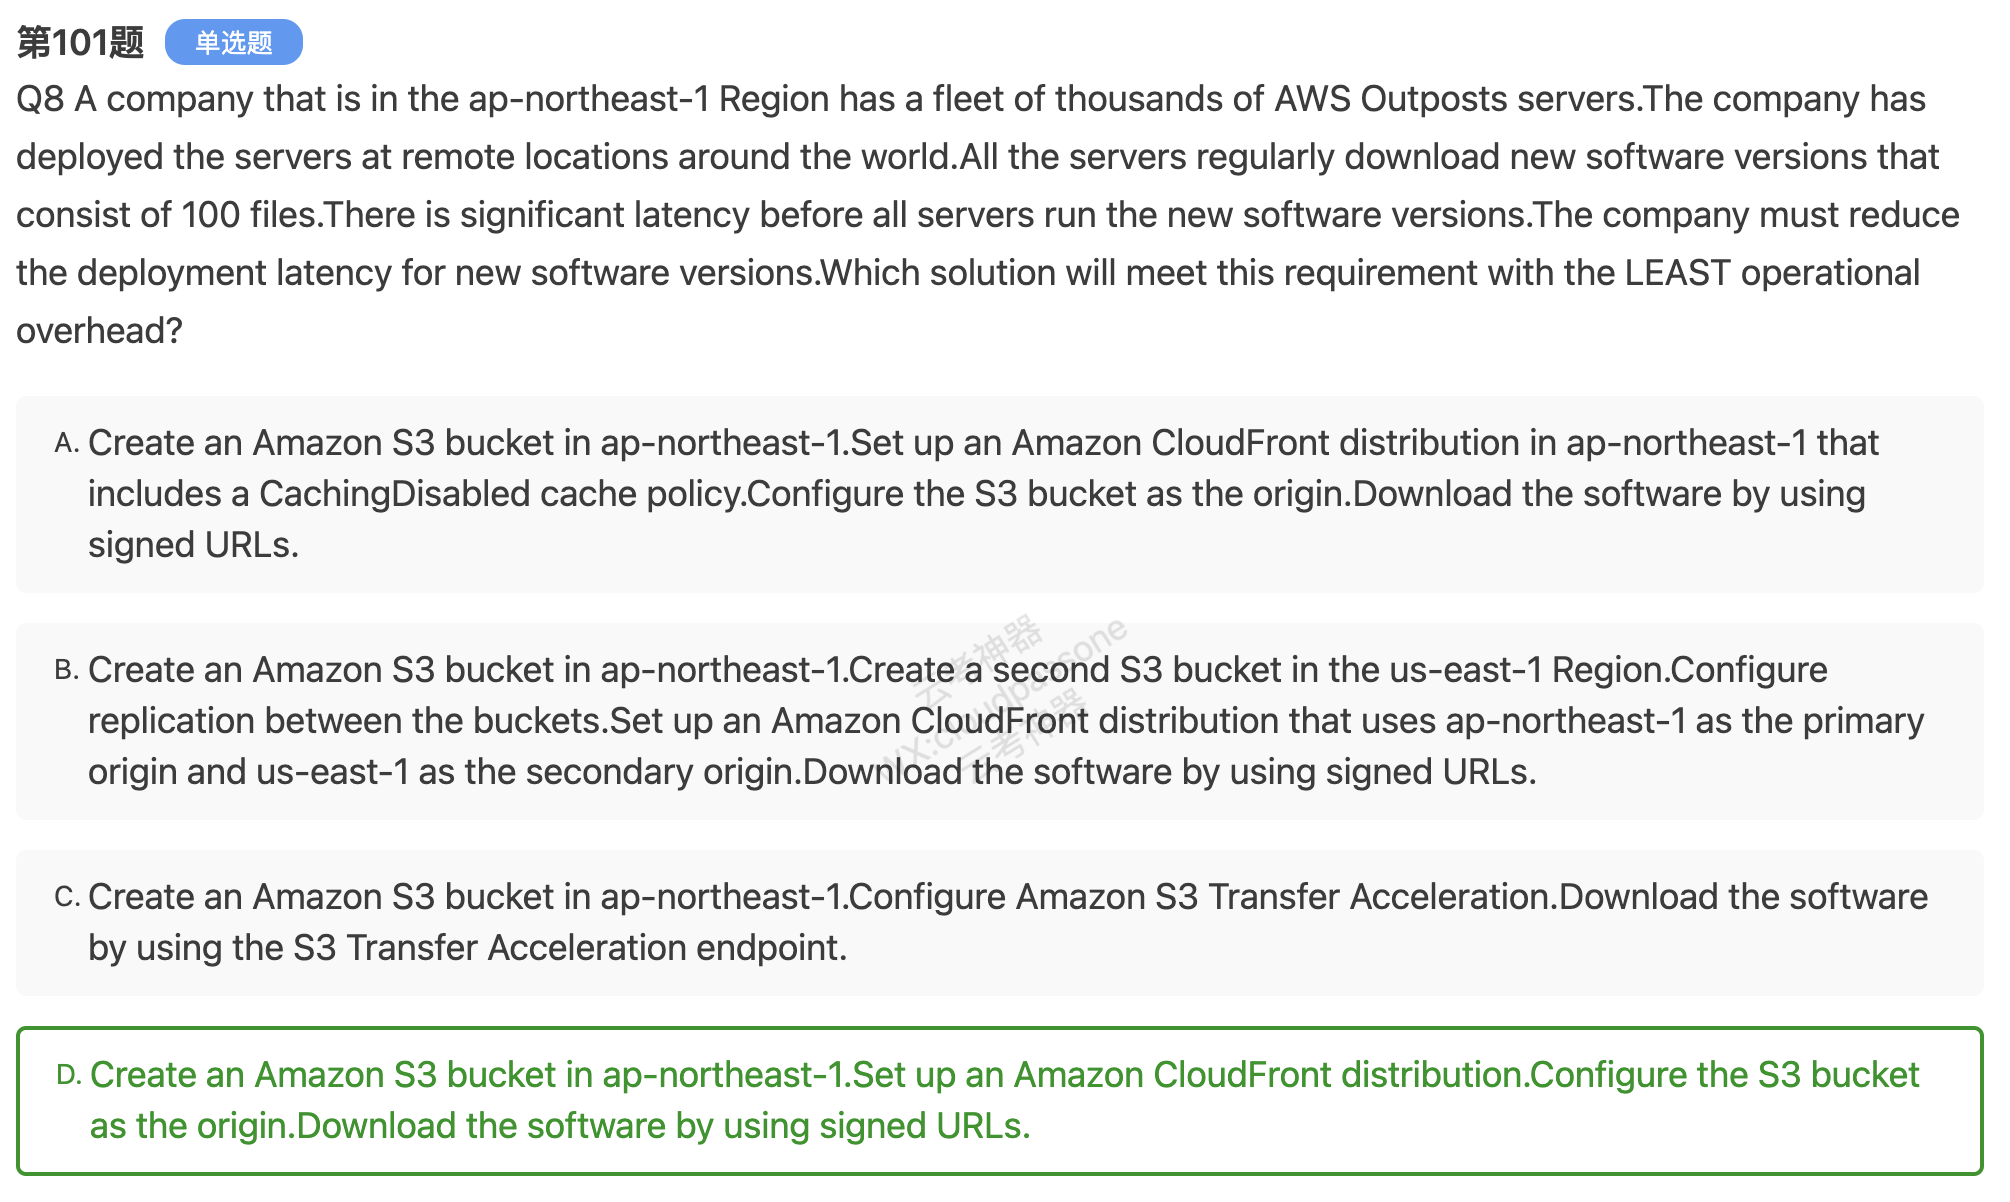 第101题 单选题
Q8 A company that is in the ap-northeast-1 Region has a fleet of thousands of AWS Outposts servers.The company has
deployed the servers at remote locations around the world.All the servers regularly download new software versions that
consist of 100 files.There is significant latency before all servers run the new software versions.The company must reduce
the deployment latency for new software versions.Which solution will meet this requirement with the LEAST operational
overhead?
A. Create an Amazon S3 bucket in ap-northeast-1.Set up an Amazon CloudFront distribution in ap-northeast-1 that
includes a CachingDisabled cache policy.Configure the S3 bucket as the origin.Download the software by using
signed URLs.
B. Create an Amazon S3 bucket in ap-northeast-1.Create a second S3 bucket in the us-east-1 Region.Configure
replication between the buckets.Set up an Amazon CloudFront distribution that uses ap-northeast-1 as the primary
origin and us-east-1 as the secondary origin.Download the software by using signed URLs.
云考神器
WX:cloudpassone
云考神器
C. Create an Amazon S3 bucket in ap-northeast-1.Configure Amazon S3 Transfer Acceleration.Download the software
by using the S3 Transfer Acceleration endpoint.
D. Create an Amazon S3 bucket in ap-northeast-1.Set up an Amazon CloudFront distribution.Configure the S3 bucket
as the origin.Download the software by using signed URLs.